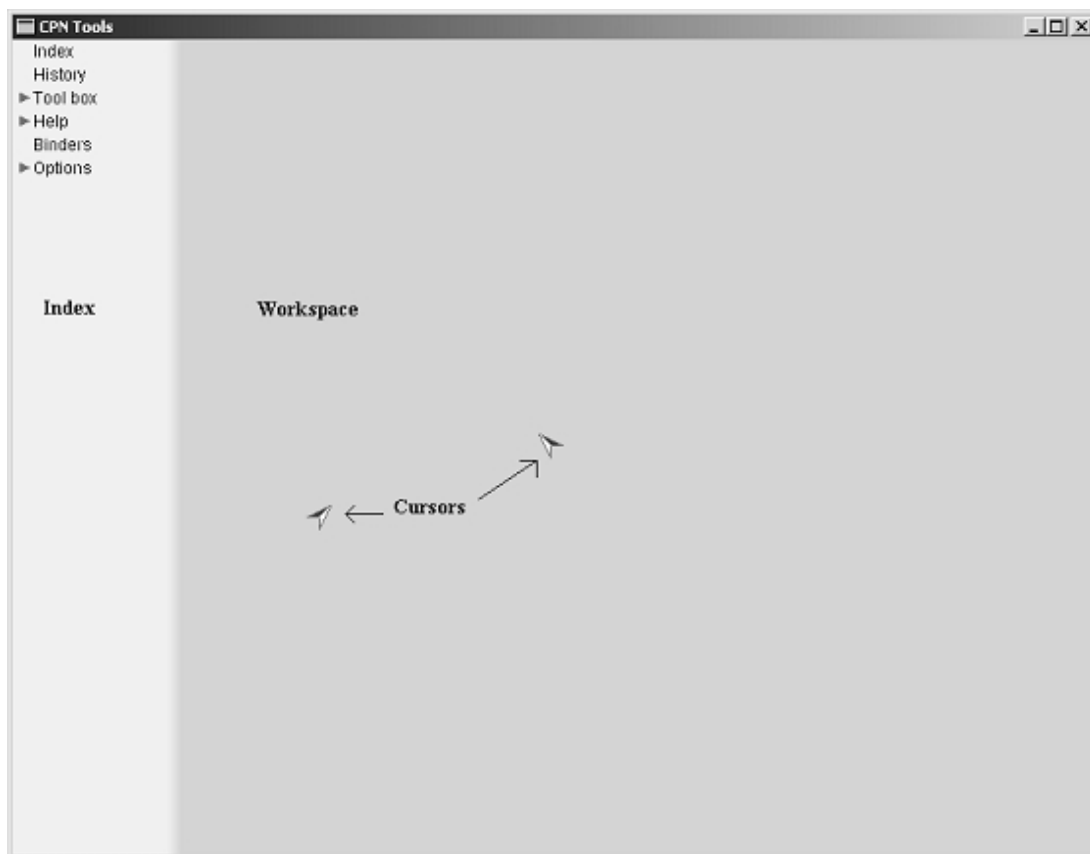 CPN Tools
Index
History
Tool box
Help
Binders
Options
Index
Workspace
Cursors